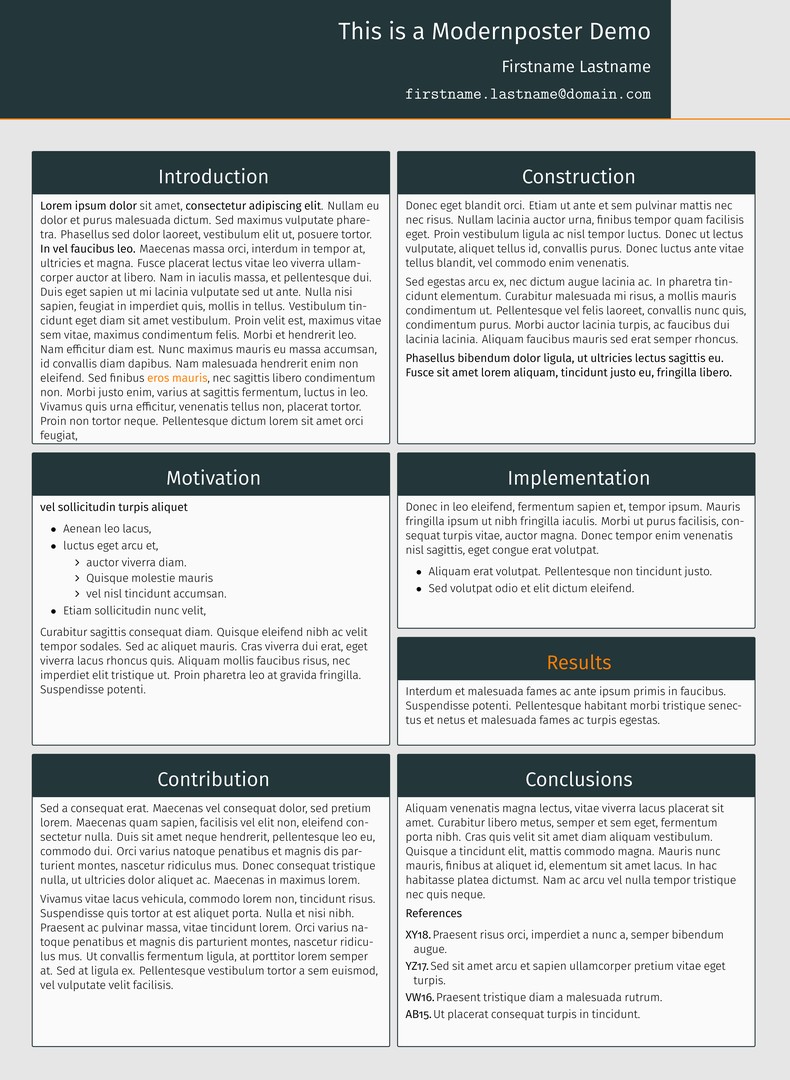 This is a Modernposter Demo
Firstname Lastname
firstname.lastname@domain.com
Introduction
Lorem ipsum dolor sit amet, consectetur adipiscing elit. Nullam eu
dolor et purus malesuada dictum. Sed maximus vulputate phare-
tra. Phasellus sed dolor laoreet, vestibulum elit ut, posuere tortor.
In vel faucibus leo. Maecenas massa orci, interdum in tempor at,
ultricies et magna. Fusce placerat lectus vitae leo viverra ullam-
corper auctor at libero. Nam in iaculis massa, et pellentesque dui.
Duis eget sapien ut mi lacinia vulputate sed ut ante. Nulla nisi
sapien, feugiat in imperdiet quis, mollis in tellus. Vestibulum tin-
cidunt eget diam sit amet vestibulum. Proin velit est, maximus vitae
sem vitae, maximus condimentum felis. Morbi et hendrerit leo.
Nam efficitur diam est. Nunc maximus mauris eu massa accumsan,
id convallis diam dapibus. Nam malesuada hendrerit enim non
eleifend. Sed finibus eros mauris, nec sagittis libero condimentum
non. Morbi justo enim, varius at sagittis fermentum, luctus in leo.
Vivamus quis urna efficitur, venenatis tellus non, placerat tortor.
Proin non tortor neque. Pellentesque dictum lorem sit amet orci
feugiat,
Motivation
vel sollicitudin turpis aliquet
• Aenean leo lacus,
• luctus eget arcu et,
› auctor viverra diam.
› Quisque molestie mauris
› vel nisl tincidunt accumsan.
• Etiam sollicitudin nunc velit,
Curabitur sagittis consequat diam. Quisque eleifend nibh ac velit
tempor sodales. Sed ac aliquet mauris. Cras viverra dui erat, eget
viverra lacus rhoncus quis. Aliquam mollis faucibus risus, nec
imperdiet elit tristique ut. Proin pharetra leo at gravida fringilla.
Suspendisse potenti.
Contribution
Sed a consequat erat. Maecenas vel consequat dolor, sed pretium
lorem. Maecenas quam sapien, facilisis vel elit non, eleifend con-
sectetur nulla. Duis sit amet neque hendrerit, pellentesque leo eu,
commodo dui. Orci varius natoque penatibus et magnis dis par-
turient montes, nascetur ridiculus mus. Donec consequat tristique
nulla, ut ultricies dolor aliquet ac. Maecenas in maximus lorem.
Vivamus vitae lacus vehicula, commodo lorem non, tincidunt risus.
Suspendisse quis tortor at est aliquet porta. Nulla et nisi nibh.
Praesent ac pulvinar massa, vitae tincidunt lorem. Orci varius na-
toque penatibus et magnis dis parturient montes, nascetur ridicu-
lus mus. Ut convallis fermentum ligula, at porttitor lorem semper
at. Sed at ligula ex. Pellentesque vestibulum tortor a sem euismod,
vel vulputate velit facilisis.
Construction
Donec eget blandit orci. Etiam ut ante et sem pulvinar mattis nec
nec risus. Nullam lacinia auctor urna, finibus tempor quam facilisis
eget. Proin vestibulum ligula ac nisl tempor luctus. Donec ut lectus
vulputate, aliquet tellus id, convallis purus. Donec luctus ante vitae
tellus blandit, vel commodo enim venenatis.
Sed egestas arcu ex, nec dictum augue lacinia ac. In pharetra tin-
cidunt elementum. Curabitur malesuada mi risus, a mollis mauris
condimentum ut. Pellentesque vel felis laoreet, convallis nunc quis,
condimentum purus. Morbi auctor lacinia turpis, ac faucibus dui
lacinia lacinia. Aliquam faucibus mauris sed erat semper rhoncus.
Phasellus bibendum dolor ligula, ut ultricies lectus sagittis eu.
Fusce sit amet lorem aliquam, tincidunt justo eu, fringilla libero.
Implementation
Donec in leo eleifend, fermentum sapien et, tempor ipsum. Mauris
fringilla ipsum ut nibh fringilla iaculis. Morbi ut purus facilisis, con-
sequat turpis vitae, auctor magna. Donec tempor enim venenatis
nisl sagittis, eget congue erat volutpat.
• Aliquam erat volutpat. Pellentesque non tincidunt justo.
• Sed volutpat odio et elit dictum eleifend.
Results
Interdum et malesuada fames ac ante ipsum primis in faucibus.
Suspendisse potenti. Pellentesque habitant morbi tristique senec-
tus et netus et malesuada fames ac turpis egestas.
Conclusions
Aliquam venenatis magna lectus, vitae viverra lacus placerat sit
amet. Curabitur libero metus, semper et sem eget, fermentum
porta nibh. Cras quis velit sit amet diam aliquam vestibulum.
Quisque a tincidunt elit, mattis commodo magna. Mauris nunc
mauris, finibus at aliquet id, elementum sit amet lacus. In hac
habitasse platea dictumst. Nam ac arcu vel nulla tempor tristique
nec quis neque.
References
XY18. Praesent risus orci, imperdiet a nunc a, semper bibendum
augue.
YZ17. Sed sit amet arcu et sapien ullamcorper pretium vitae eget
turpis.
VW16. Praesent tristique diam a malesuada rutrum.
AB15. Ut placerat consequat turpis in tincidunt.